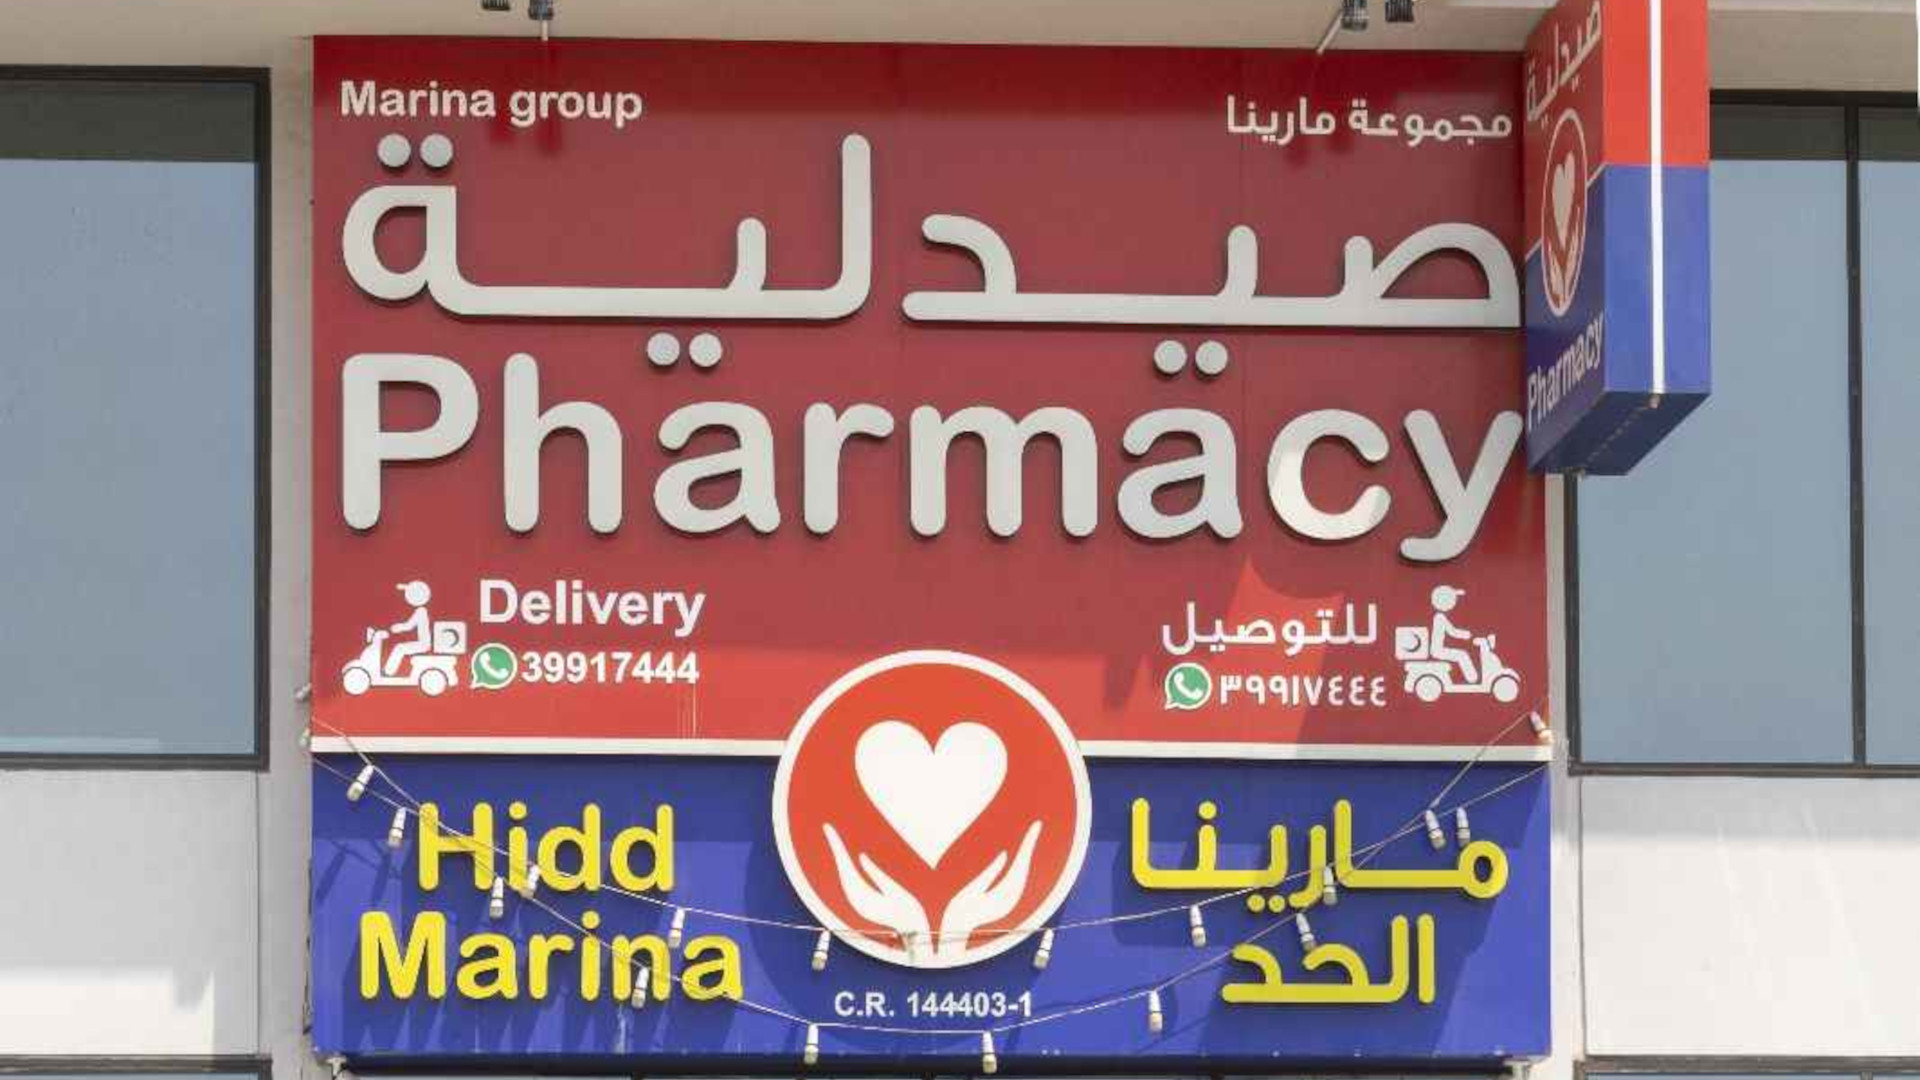 Marina group
مجموعة مارينا
صيدلية
Pharmacy
Delivery
39917444
للتوصيل
٣٩٩١٧٤٤٤
Hidd
Marina
مارينا
الحد
C.R. 144403-1
صيدلية
Pharmacy